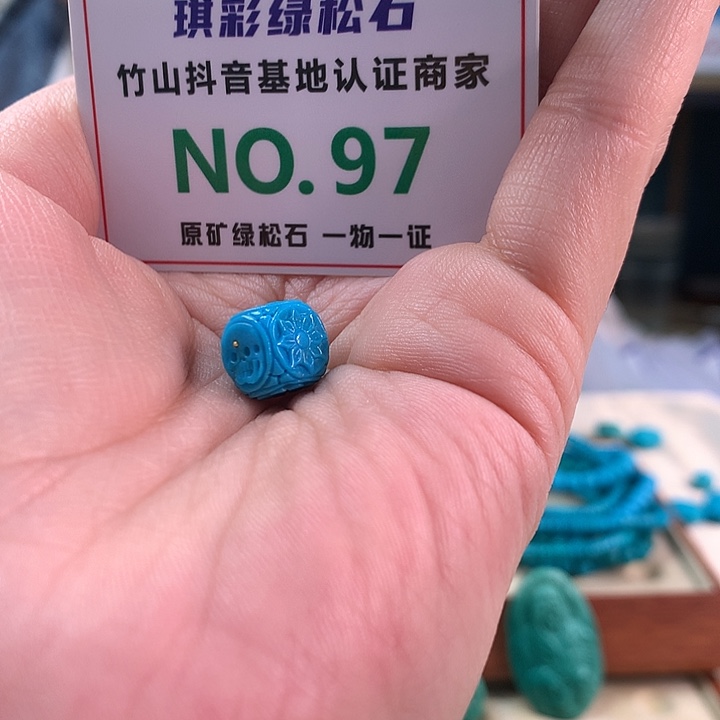 琪彩绿松石
竹山抖音基地认证商家
NO.97
原矿绿松石 一物一证